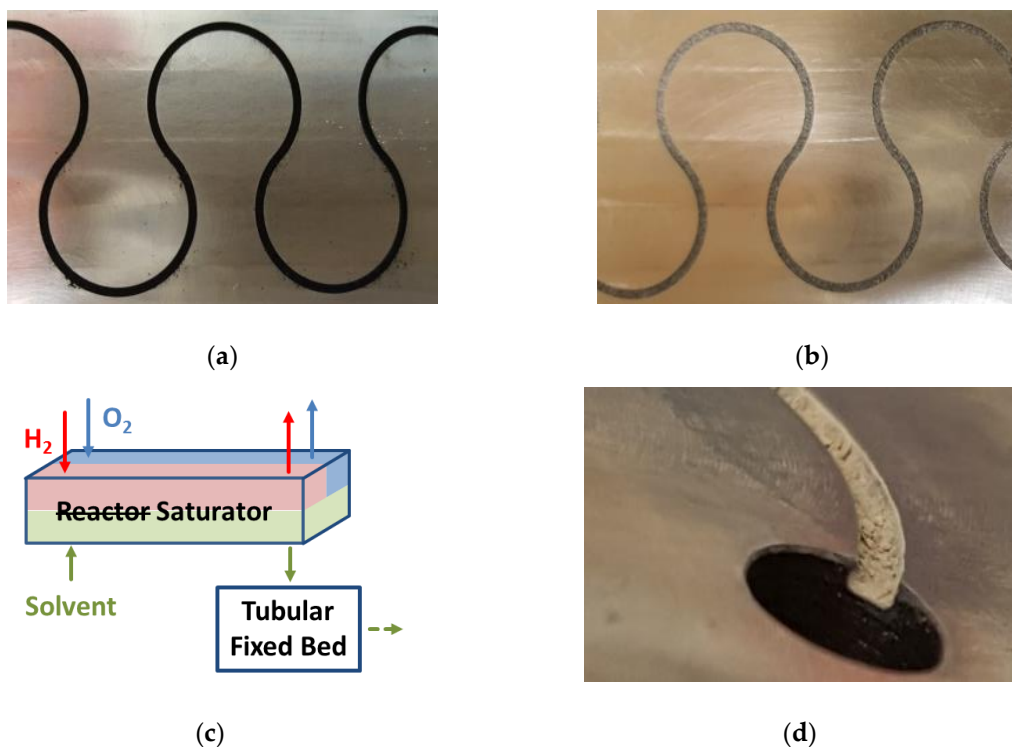 (a)
(b)
H₂
O₂
Reactor Saturator
Solvent
Tubular
Fixed Bed
(c)
(d)